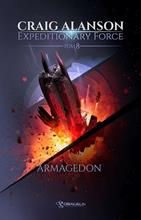 CRAIG ALANSON
EXPEDITIONARY FORCE
TOM 8
ARMAGEDON